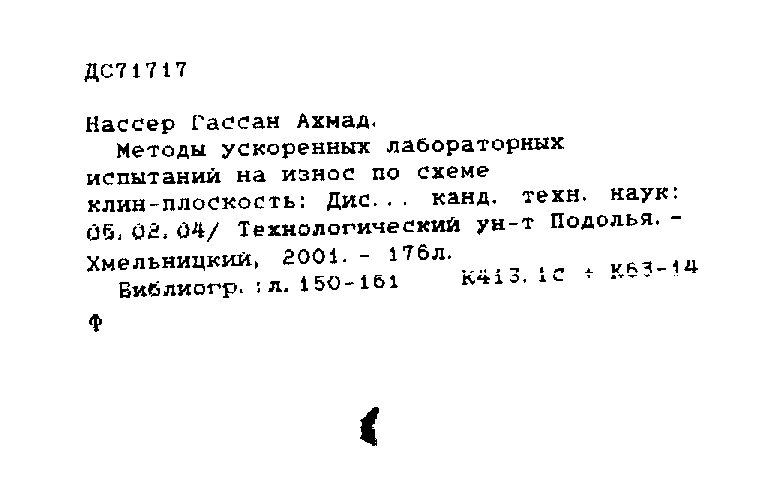 ДС71717
Нассер Гассан Ахмад.
Методы ускоренных лабораторных
испытаний на износ по схеме
клин-плоскость: Дис... канд. техн. наук:
05.02.04/ Технологический ун-т Подолья. -
Хмельницкий, 2001. - 176л.
Библиогр.:л.150-161 К413.1С + К63-14
Ф